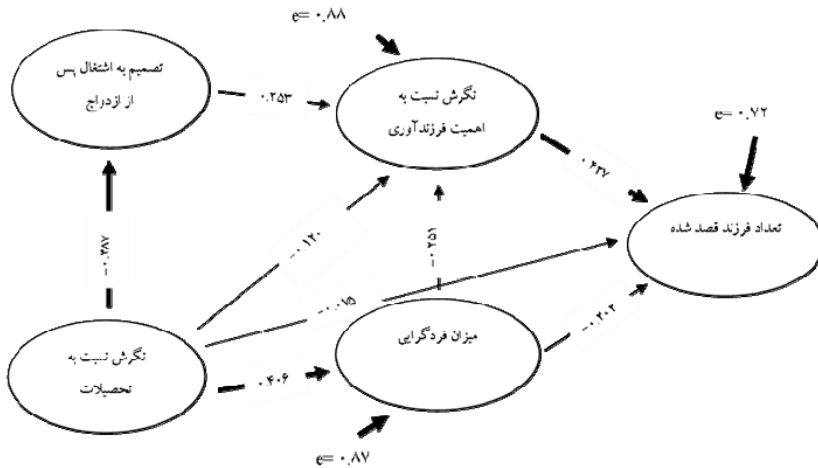 e= ۰.۸۸
تصمیم به اشتغال پس
از ازدواج
۰.۲۵۳
نگرش نسبت به
اهمیت فرزندآوری
e= ۰.۷۲
۰.۴۳۷
تعداد فرزند قصد شده
-۰.۳۸۷
-۰.۱۲۰
-۰.۲۵۱
-۰.۰۷۵
-۰.۲۰۲
میزان فردگرایی
نگرش نسبت به
تحصیلات
۰.۴۰۶
e= ۰.۸۷